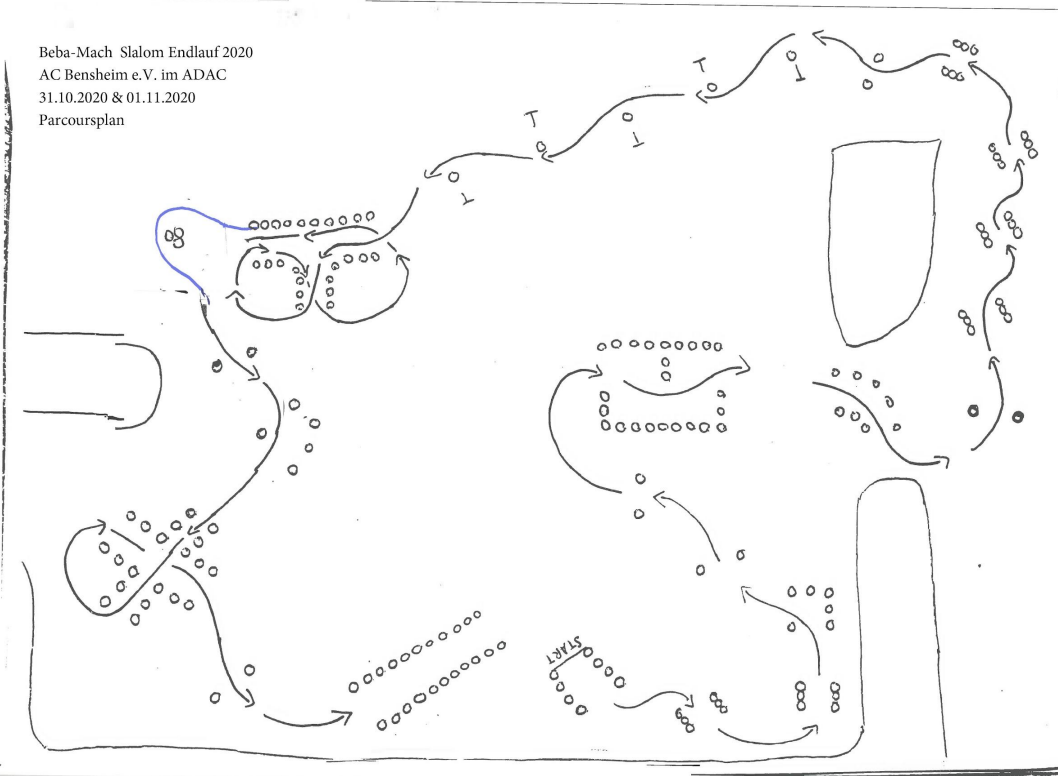 Beba-Mach Slalom Endlauf 2020
AC Bensheim e.V. im ADAC
31.10.2020 & 01.11.2020
Parcoursplan
START